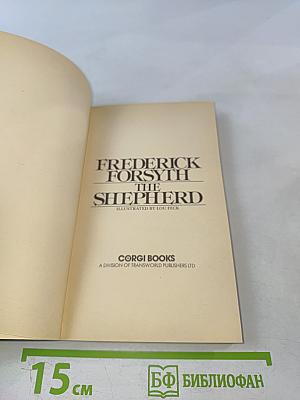 FREDERICK
FORSYTH
THE
SHEPHERD
ILLUSTRATED BY LOU FECK
CORGI BOOKS
A DIVISION OF TRANSWORLD PUBLISHERS LTD
15 СМ
БФ БИБЛИОФАН